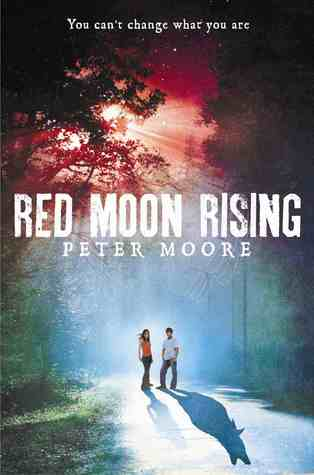 You can't change what you are
RED MOON RISING
PETER MOORE